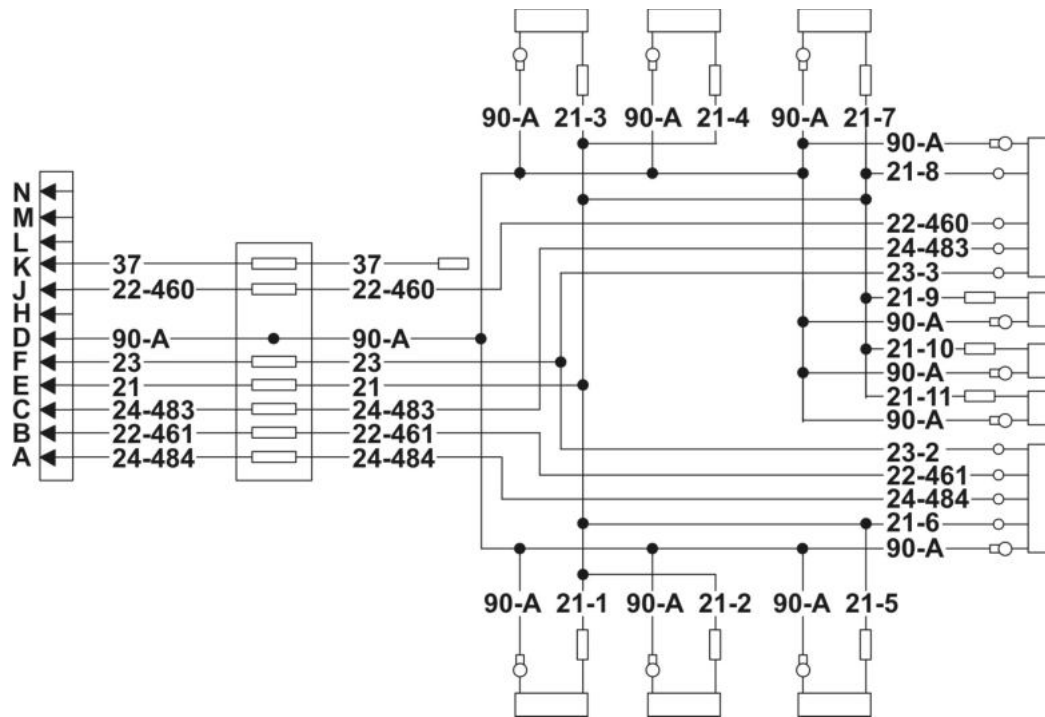 90-A 21-3 90-A 21-4 90-A 21-7
90-A
21-8
N
M
L
22-460
K 37 37 24-483
23-3
J 22-460 22-460
21-9
H
90-A
D 90-A 90-A
21-10
F 23 23
90-A
E 21 21
21-11
C 24-483 24-483
90-A
B 22-461 22-461
23-2
A 24-484 24-484
22-461
24-484
21-6
90-A
90-A 21-1 90-A 21-2 90-A 21-5